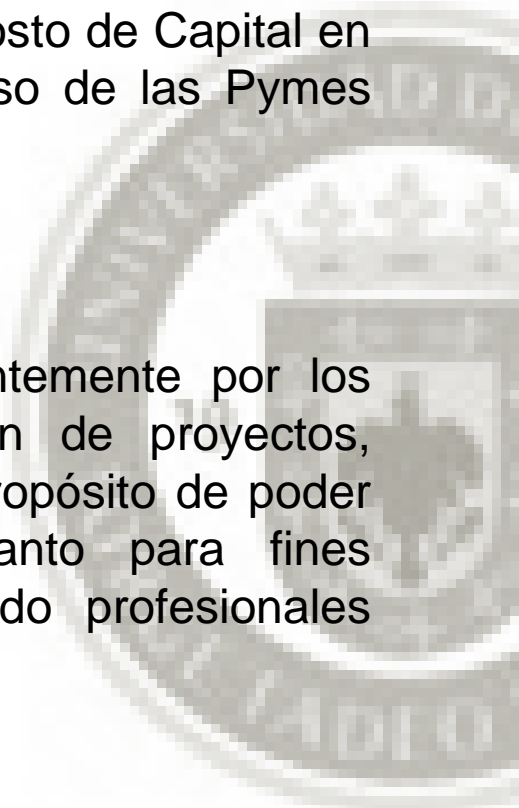 osto de Capital en
so de las Pymes
ntemente por los
n de proyectos,
ropósito de poder
anto para fines
do profesionales